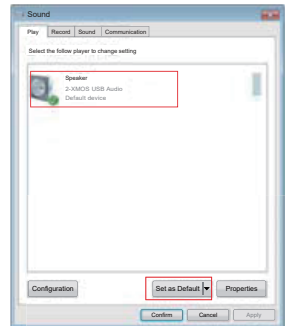 Sound
Play Record Sound Communication
Select the follow player to change setting
Speaker
2-XMOS USB Audio
Default device
Configuration Set as Default Properties
Confirm Cancel Apply